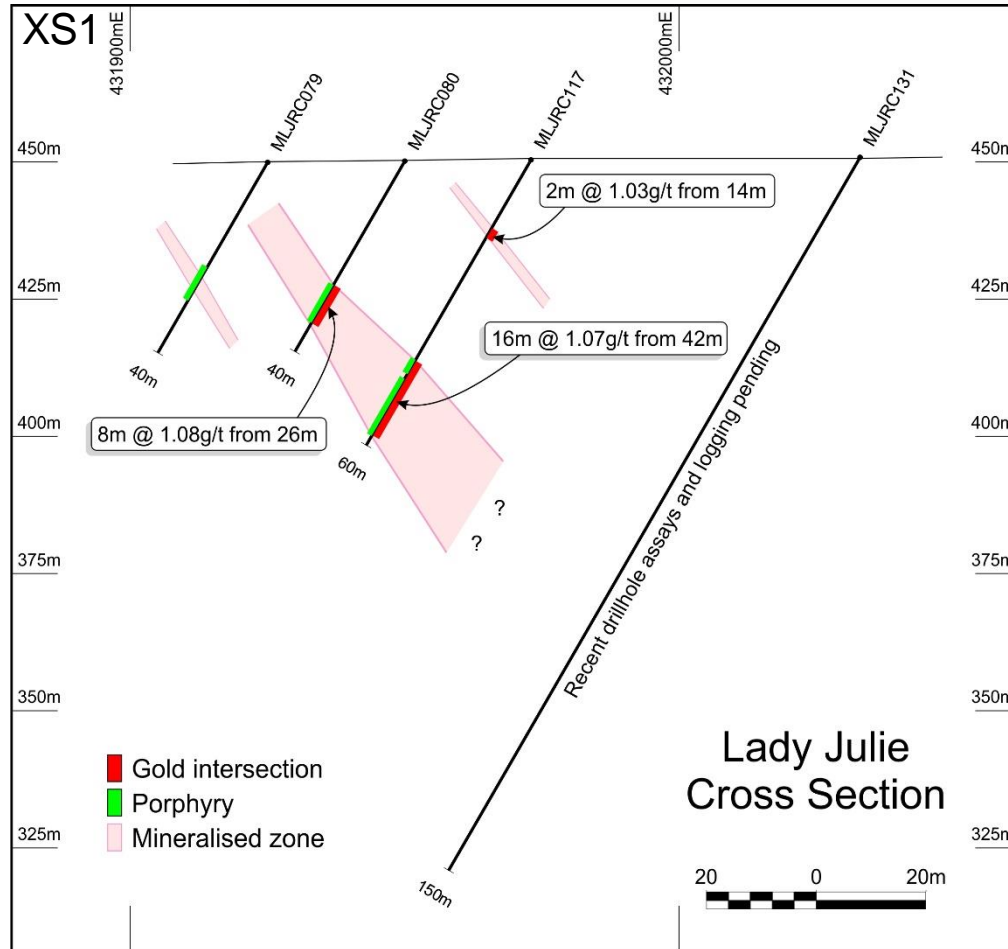 XS1
431900mE
432000mE
MLJRC079
MLJRC080
MLJRC117
MLJRC131
450m
450m
2m @ 1.03g/t from 14m
425m
425m
16m @ 1.07g/t from 42m
40m
40m
8m @ 1.08g/t from 26m
400m
400m
60m
?
?
Recent drillhole assays and logging pending
375m
375m
350m
350m
Lady Julie
Cross Section
Gold intersection
Porphyry
Mineralised zone
325m
325m
150m
20 0 20m